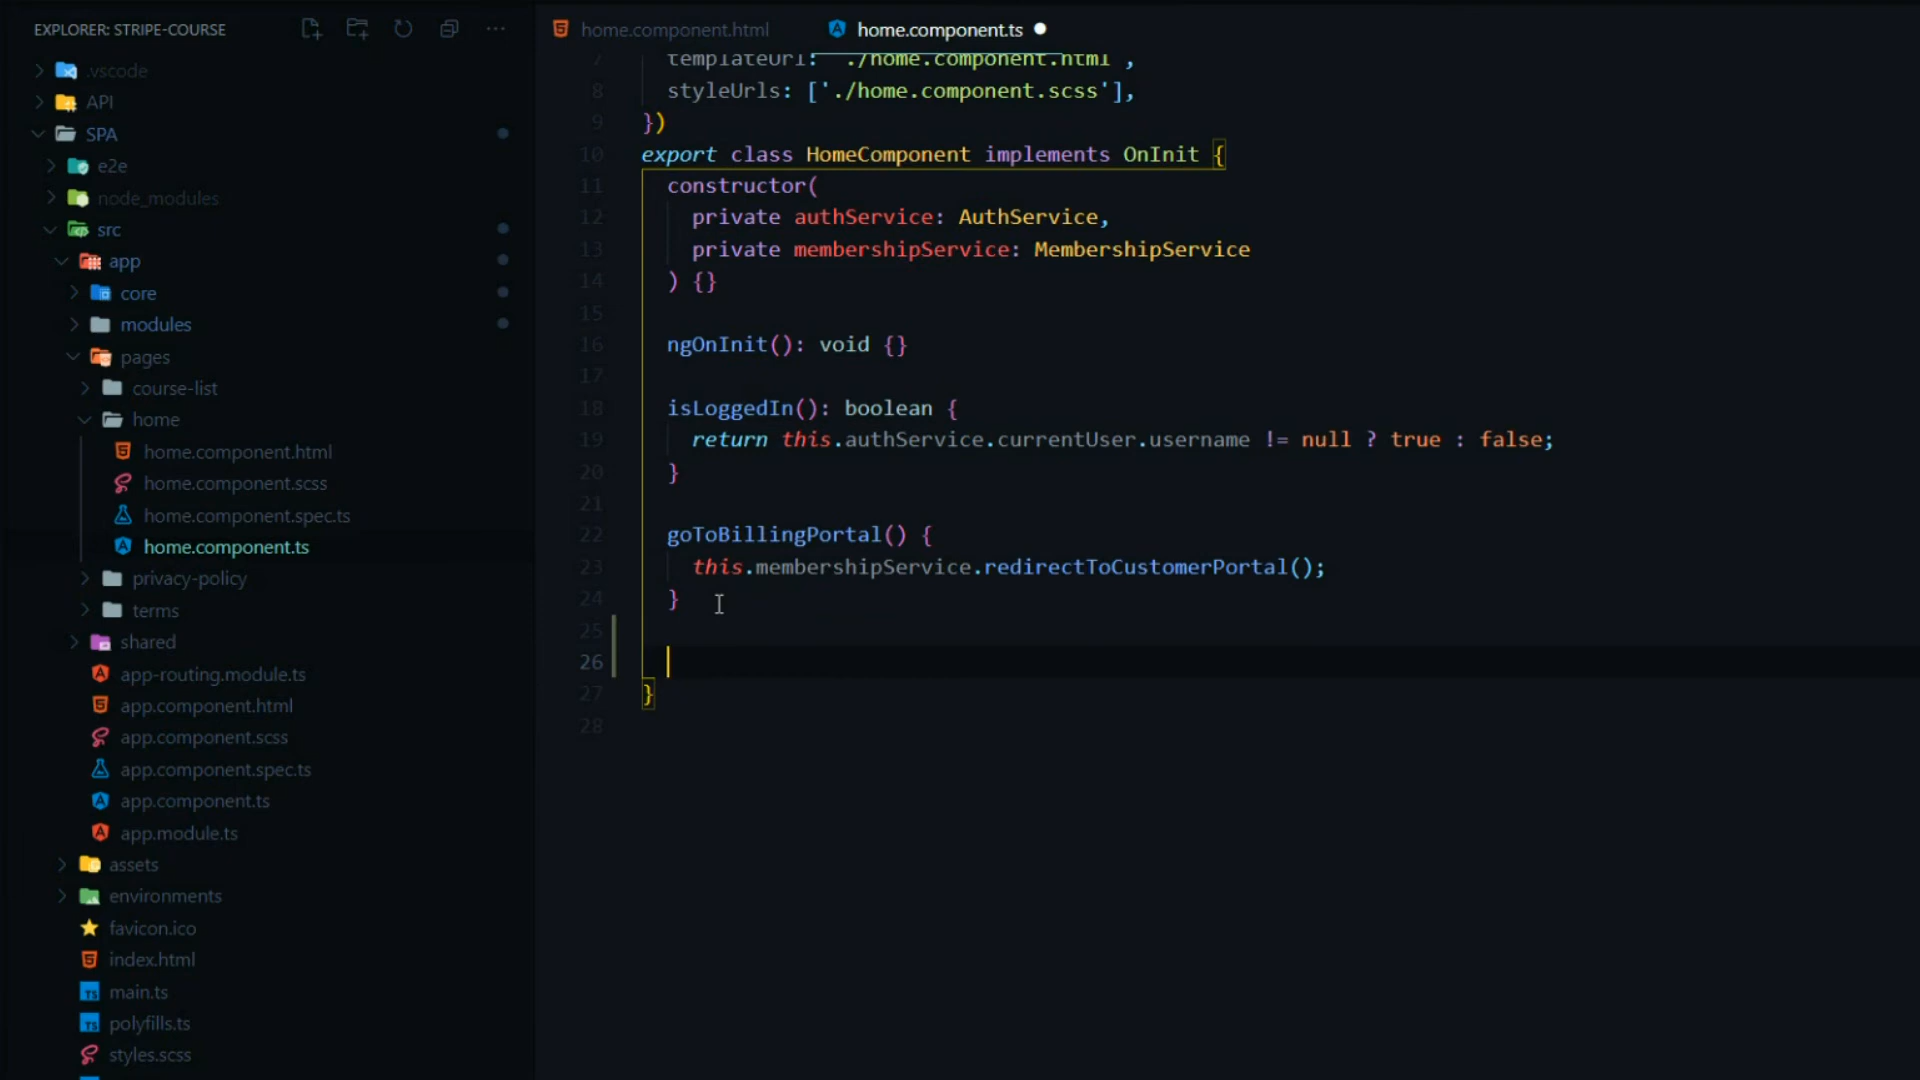 EXPLORER: STRIPE-COURSE
.vscode
API
SPA
e2e
node_modules
src
app
core
modules
pages
course-list
home
home.component.html
home.component.scss
home.component.spec.ts
home.component.ts
privacy-policy
terms
shared
app-routing.module.ts
app.component.html
app.component.scss
app.component.spec.ts
app.component.ts
app.module.ts
assets
environments
favicon.ico
index.html
main.ts
polyfills.ts
styles.scss
home.component.html
home.component.ts
7 templateUrl: './home.component.html',
8 styleUrls: ['./home.component.scss'],
9 })
10 export class HomeComponent implements OnInit {
11 constructor(
12 private authService: AuthService,
13 private membershipService: MembershipService
14 ) {}
15
16 ngOnInit(): void {}
17
18 isLoggedIn(): boolean {
19 return this.authService.currentUser.username != null ? true : false;
20 }
21
22 goToBillingPortal() {
23 this.membershipService.redirectToCustomerPortal();
24 }
25
26
27 }
28